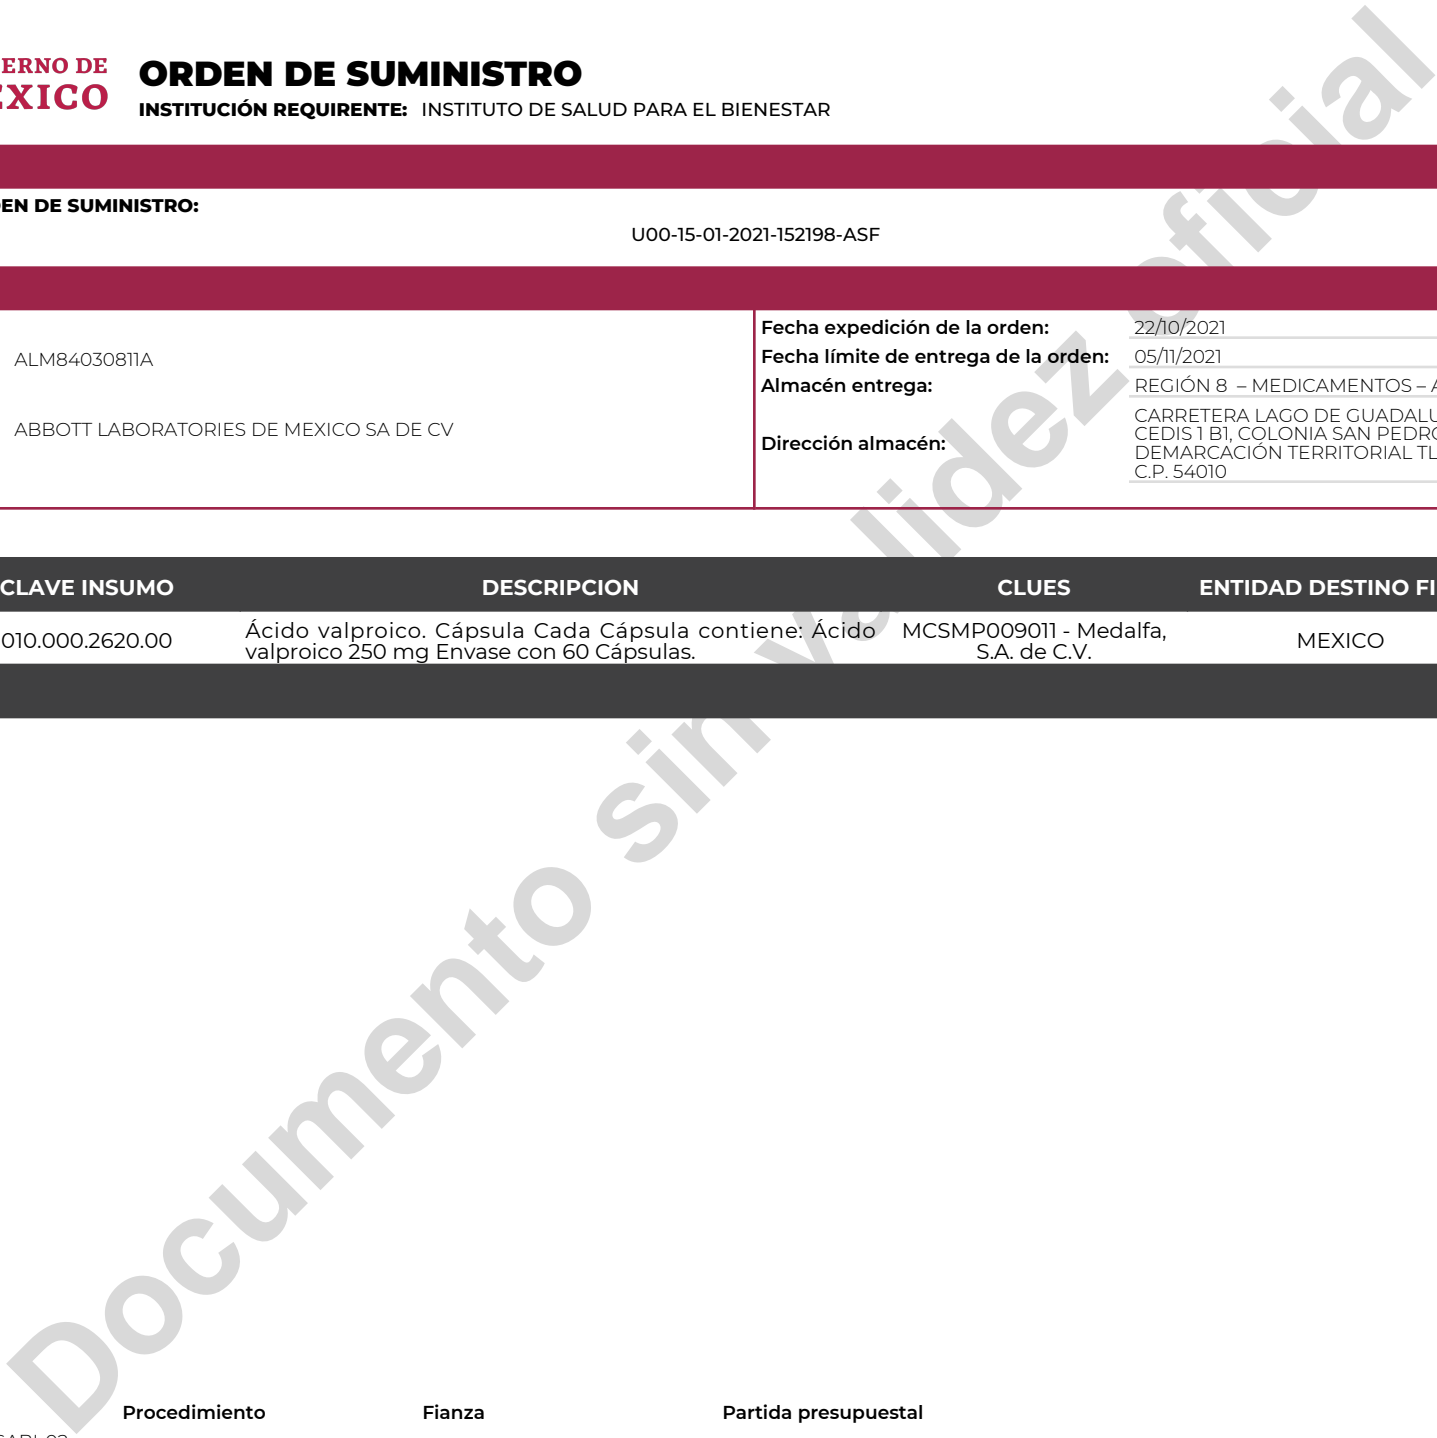 ERNO DE
EXICO
ORDEN DE SUMINISTRO
INSTITUCIÓN REQUIRENTE: INSTITUTO DE SALUD PARA EL BIENESTAR
EN DE SUMINISTRO:
U00-15-01-2021-152198-ASF
ALM84030811A
ABBOTT LABORATORIES DE MEXICO SA DE CV
Fecha expedición de la orden: 22/10/2021
Fecha límite de entrega de la orden: 05/11/2021
Almacén entrega: REGIÓN 8 – MEDICAMENTOS – A
Dirección almacén:
CARRETERA LAGO DE GUADALU
CEDIS 1 B1, COLONIA SAN PEDRO
DEMARCACIÓN TERRITORIAL TL
C.P. 54010
CLAVE INSUMO DESCRIPCION CLUES ENTIDAD DESTINO FI
010.000.2620.00
Ácido valproico. Cápsula Cada Cápsula contiene: Ácido
valproico 250 mg Envase con 60 Cápsulas.
MCSMP009011 - Medalfa,
S.A. de C.V.
MEXICO
Documento sin validez oficial
Procedimiento Fianza Partida presupuestal